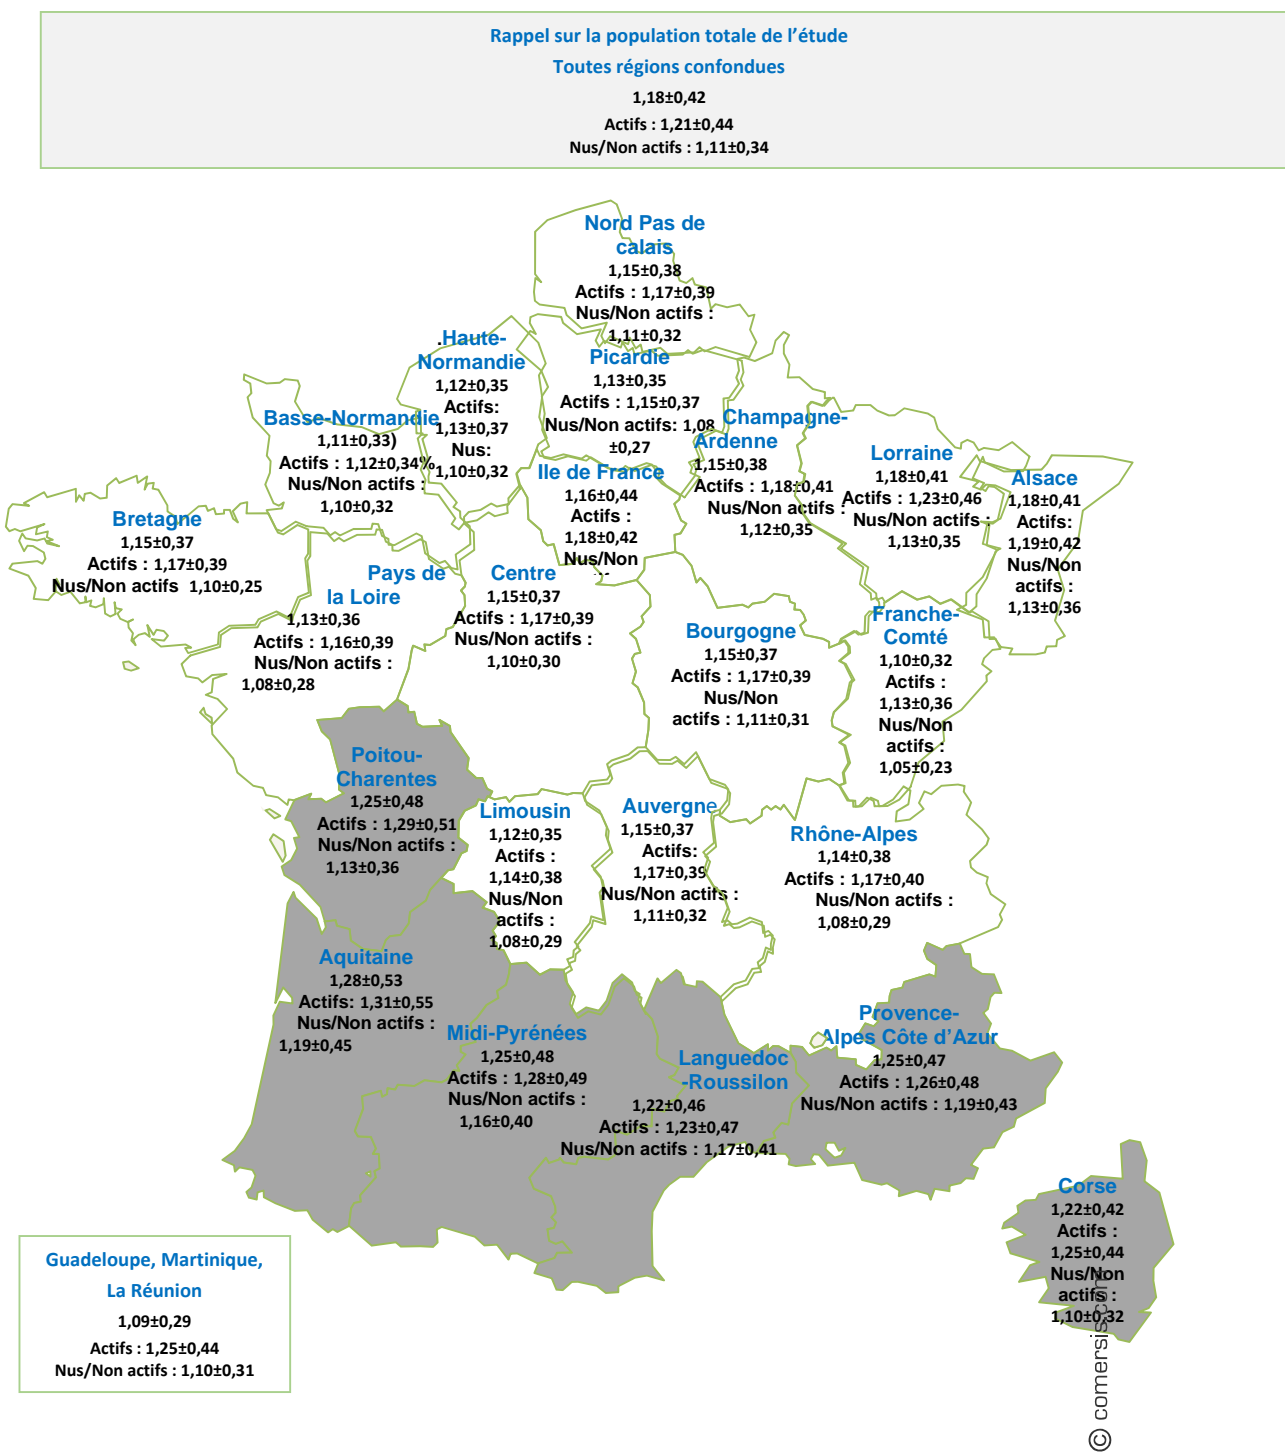 Rappel sur la population totale de l’étude
Toutes régions confondues
1,18±0,42
Actifs : 1,21±0,44
Nus/Non actifs : 1,11±0,34
Nord Pas de
calais
1,15±0,38
Actifs : 1,17±0,39
Nus/Non actifs :
1,11±0,32
.Haute-
Normandie
1,12±0,35
Actifs:
1,13±0,37
Nus:
1,10±0,32
Picardie
1,13±0,35
Actifs : 1,15±0,37
Nus/Non actifs: 1,08
±0,27
Basse-Normandie
1,11±0,33)
Actifs : 1,12±0,34%
Nus/Non actifs :
1,10±0,32
Ile de France
1,16±0,44
Actifs :
1,18±0,42
Nus/Non
Champagne-
Ardenne
1,15±0,38
Actifs : 1,18±0,41
Nus/Non actifs :
1,12±0,35
Lorraine
1,18±0,41
Actifs : 1,23±0,46
Nus/Non actifs :
1,13±0,35
Alsace
1,18±0,41
Actifs:
1,19±0,42
Nus/Non
actifs :
1,13±0,36
Bretagne
1,15±0,37
Actifs : 1,17±0,39
Nus/Non actifs 1,10±0,25
Pays de
la Loire
1,13±0,36
Actifs : 1,16±0,39
Nus/Non actifs :
1,08±0,28
Centre
1,15±0,37
Actifs : 1,17±0,39
Nus/Non actifs :
1,10±0,30
Bourgogne
1,15±0,37
Actifs : 1,17±0,39
Nus/Non
actifs : 1,11±0,31
Franche-
Comté
1,10±0,32
Actifs :
1,13±0,36
Nus/Non
actifs :
1,05±0,23
Poitou-
Charentes
1,25±0,48
Actifs : 1,29±0,51
Nus/Non actifs :
1,13±0,36
Limousin
1,12±0,35
Actifs :
1,14±0,38
Nus/Non
actifs :
1,08±0,29
Auvergne
1,15±0,37
Actifs:
1,17±0,39
Nus/Non actifs :
1,11±0,32
Rhône-Alpes
1,14±0,38
Actifs : 1,17±0,40
Nus/Non actifs :
1,08±0,29
Aquitaine
1,28±0,53
Actifs: 1,31±0,55
Nus/Non actifs :
1,19±0,45
Midi-Pyrénées
1,25±0,48
Actifs : 1,28±0,49
Nus/Non actifs :
1,16±0,40
Languedoc
-Roussilon
1,22±0,46
Actifs : 1,23±0,47
Nus/Non actifs : 1,17±0,41
Provence-
Alpes Côte d’Azur
1,25±0,47
Actifs : 1,26±0,48
Nus/Non actifs : 1,19±0,43
Corse
1,22±0,42
Actifs :
1,25±0,44
Nus/Non
actifs :
1,10±0,32
Guadeloupe, Martinique,
La Réunion
1,09±0,29
Actifs : 1,25±0,44
Nus/Non actifs : 1,10±0,31
© comersis.com